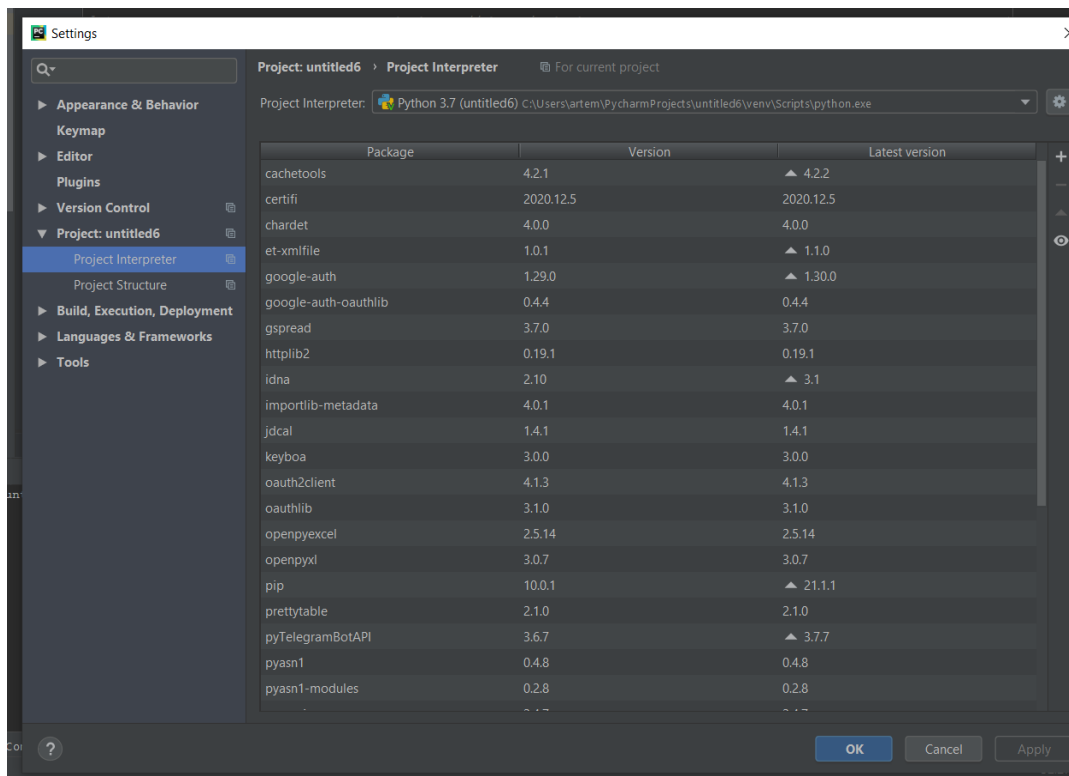 Settings
Project: untitled6 › Project Interpreter For current project
Appearance & Behavior
Keymap
Editor
Plugins
Version Control
Project: untitled6
Project Interpreter
Project Structure
Build, Execution, Deployment
Languages & Frameworks
Tools
Project Interpreter: Python 3.7 (untitled6) C:\Users\artem\PycharmProjects\untitled6\venv\Scripts\python.exe
Package Version Latest version
cachetools 4.2.1 4.2.2
certifi 2020.12.5 2020.12.5
chardet 4.0.0 4.0.0
et-xmlfile 1.0.1 1.1.0
google-auth 1.29.0 1.30.0
google-auth-oauthlib 0.4.4 0.4.4
gspread 3.7.0 3.7.0
httplib2 0.19.1 0.19.1
idna 2.10 3.1
importlib-metadata 4.0.1 4.0.1
jdcal 1.4.1 1.4.1
keyboa 3.0.0 3.0.0
oauth2client 4.1.3 4.1.3
oauthlib 3.1.0 3.1.0
openpyexcel 2.5.14 2.5.14
openpyxl 3.0.7 3.0.7
pip 10.0.1 21.1.1
prettytable 2.1.0 2.1.0
pyTelegramBotAPI 3.6.7 3.7.7
pyasn1 0.4.8 0.4.8
pyasn1-modules 0.2.8 0.2.8
? OK Cancel Apply